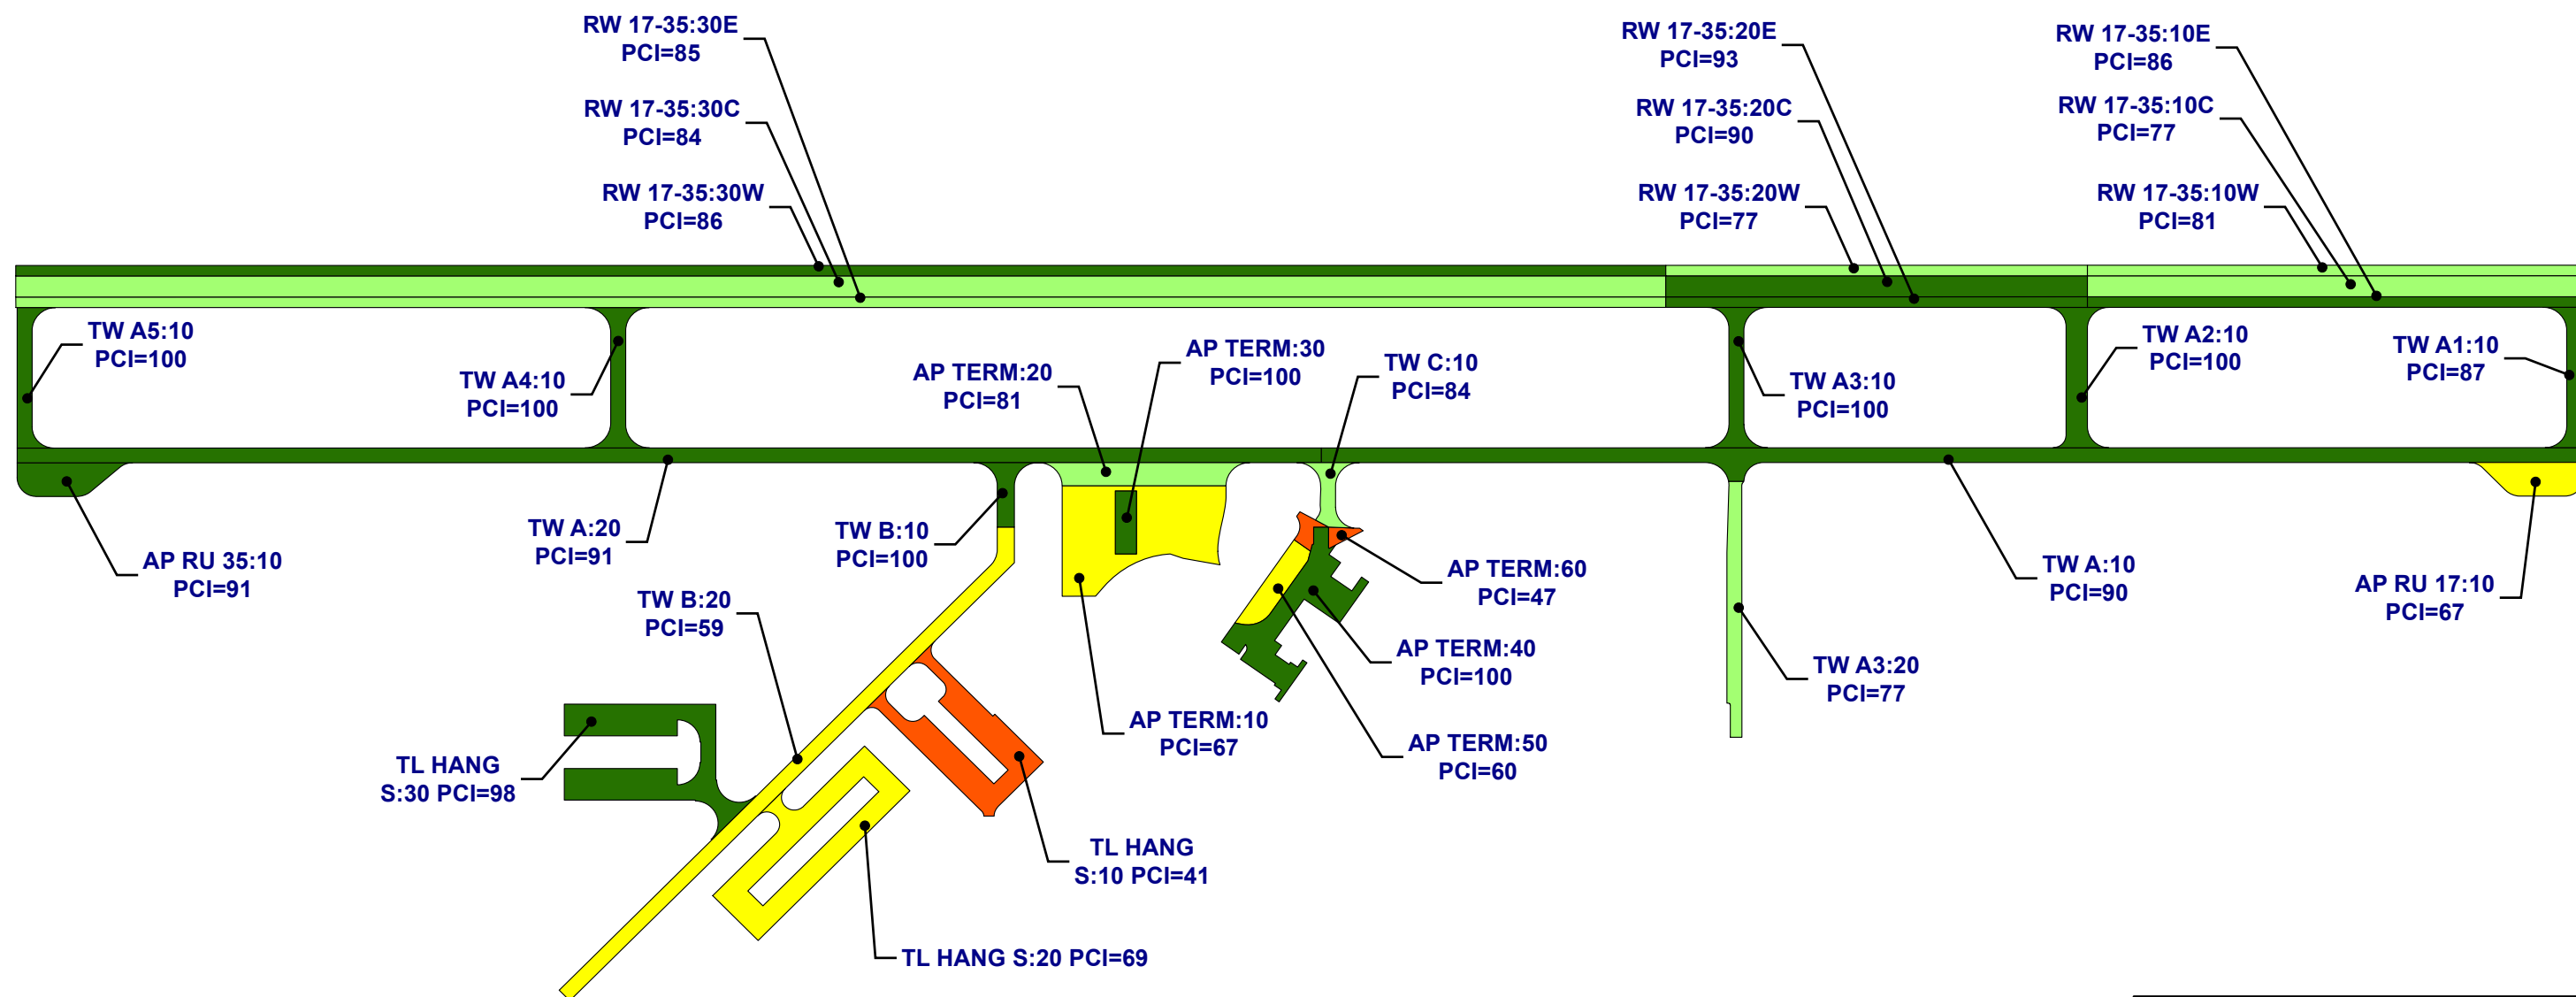 RW 17-35:30E
PCI=85
RW 17-35:30C
PCI=84
RW 17-35:30W
PCI=86
RW 17-35:20E
PCI=93
RW 17-35:20C
PCI=90
RW 17-35:20W
PCI=77
RW 17-35:10E
PCI=86
RW 17-35:10C
PCI=77
RW 17-35:10W
PCI=81
TW A5:10
PCI=100
TW A4:10
PCI=100
AP TERM:20
PCI=81
AP TERM:30
PCI=100
TW C:10
PCI=84
TW A3:10
PCI=100
TW A2:10
PCI=100
TW A1:10
PCI=87
AP RU 35:10
PCI=91
TW A:20
PCI=91
TW B:10
PCI=100
TW B:20
PCI=59
AP TERM:60
PCI=47
AP TERM:40
PCI=100
AP TERM:10
PCI=67
AP TERM:50
PCI=60
TW A:10
PCI=90
AP RU 17:10
PCI=67
TW A3:20
PCI=77
TL HANG
S:30 PCI=98
TL HANG
S:10 PCI=41
TL HANG S:20 PCI=69